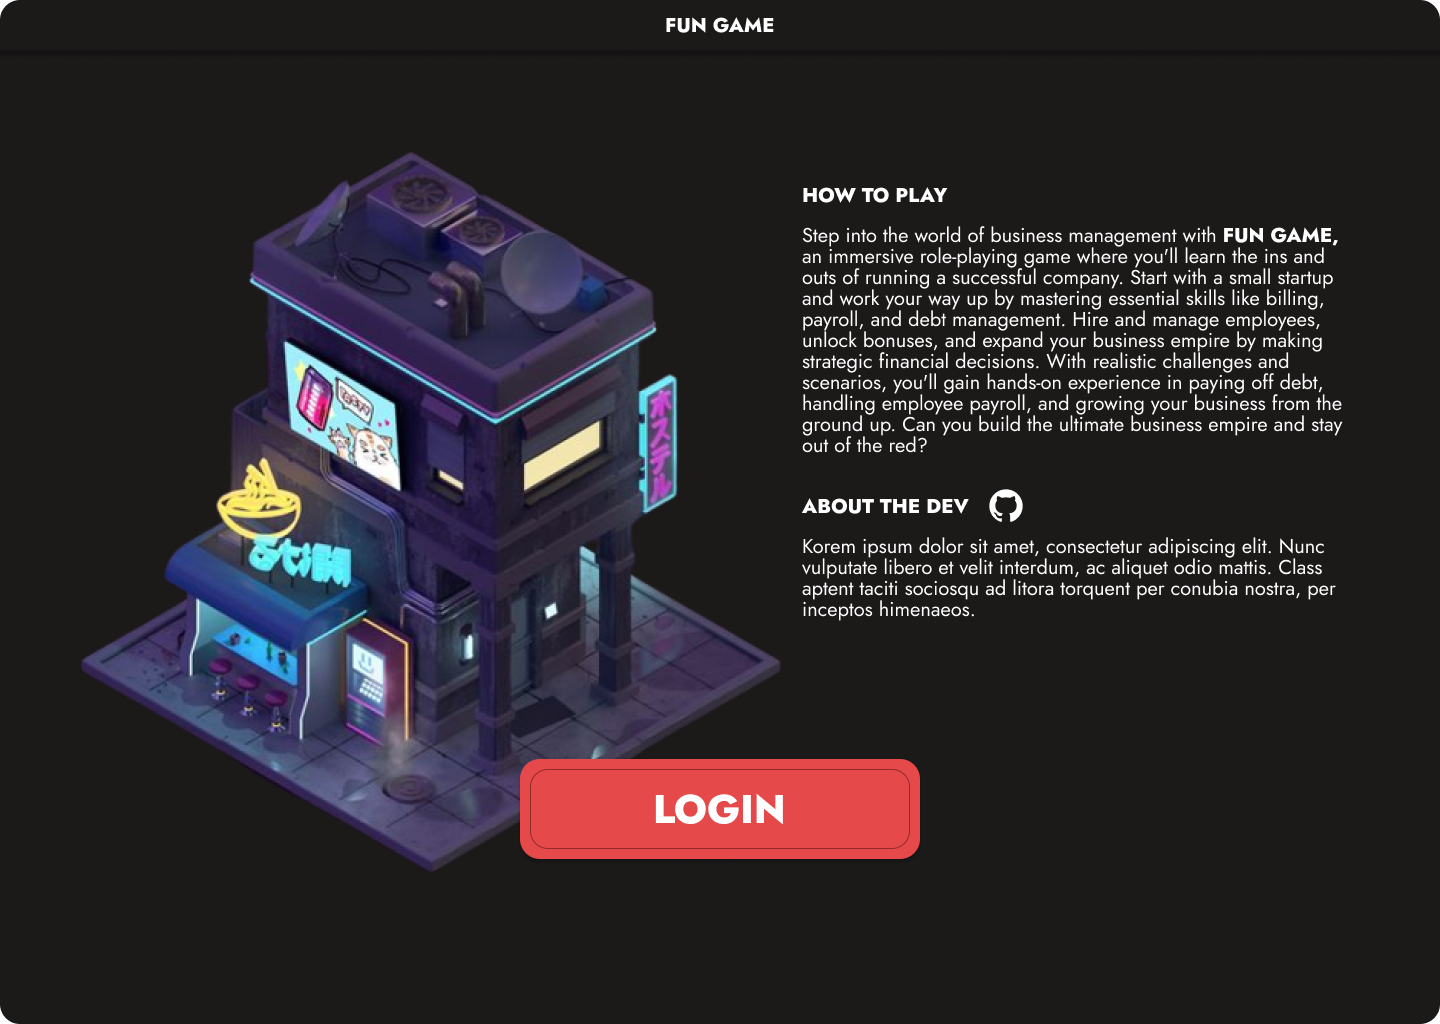 FUN GAME
HOW TO PLAY
Step into the world of business management with FUN GAME,
an immersive role-playing game where you'll learn the ins and
outs of running a successful company. Start with a small startup
and work your way up by mastering essential skills like billing,
payroll, and debt management. Hire and manage employees,
unlock bonuses, and expand your business empire by making
strategic financial decisions. With realistic challenges and
scenarios, you'll gain hands-on experience in paying off debt,
handling employee payroll, and growing your business from the
ground up. Can you build the ultimate business empire and stay
out of the red?
ホステル
ABOUT THE DEV
Korem ipsum dolor sit amet, consectetur adipiscing elit. Nunc
vulputate libero et velit interdum, ac aliquet odio mattis. Class
aptent taciti sociosqu ad litora torquent per conubia nostra, per
inceptos himenaeos.
LOGIN